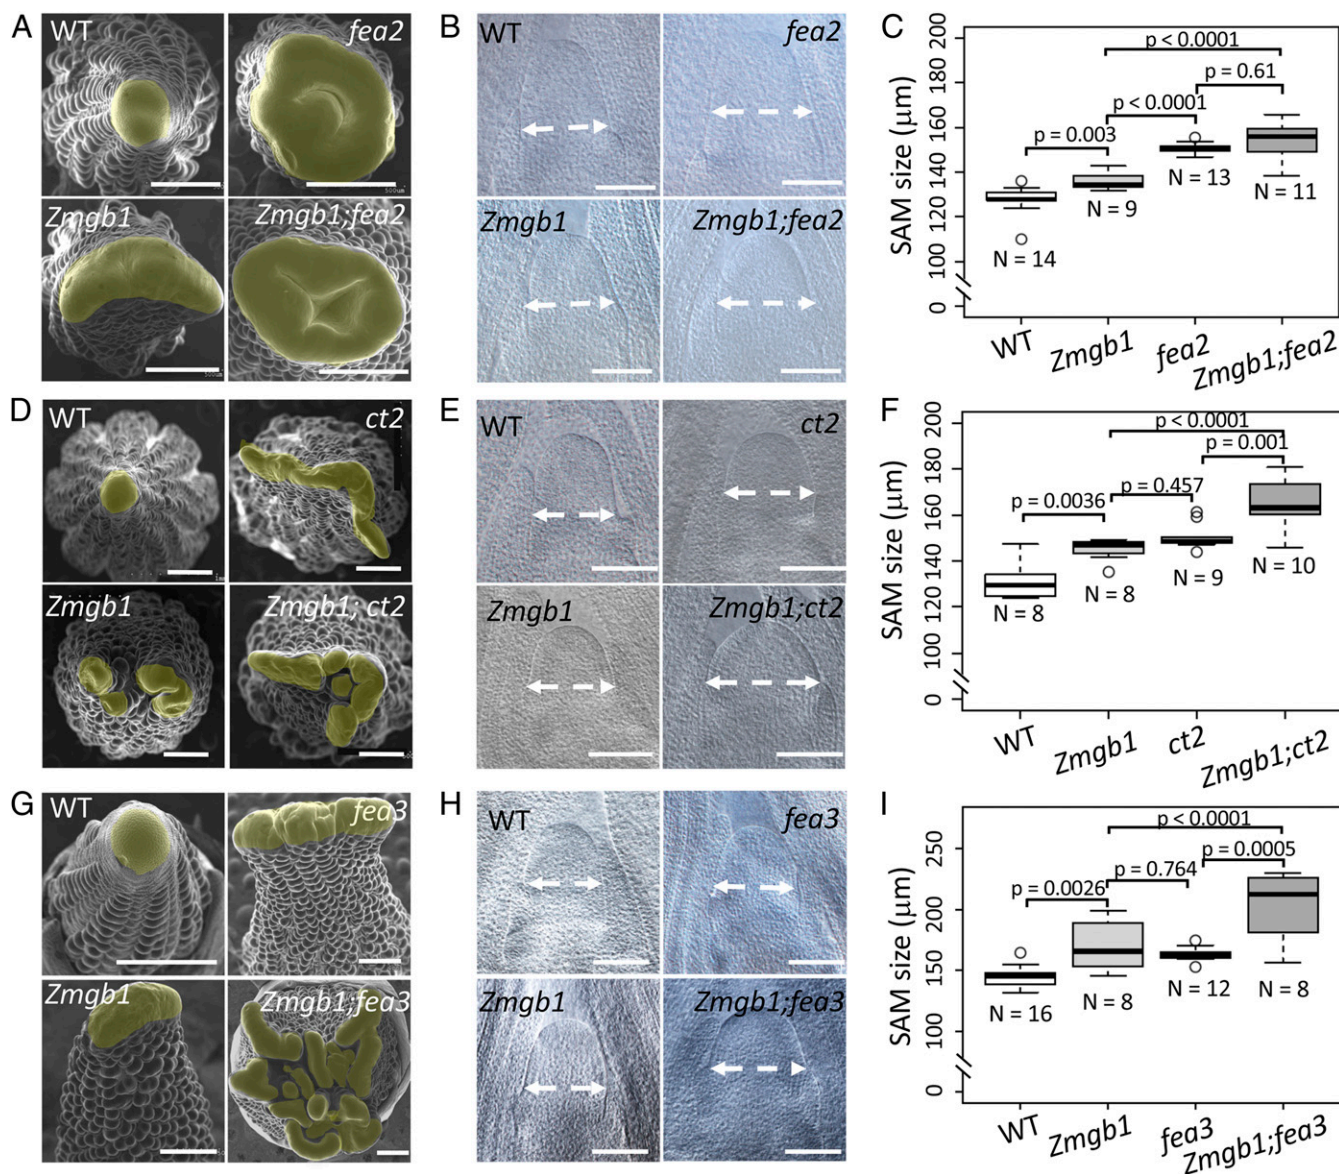 A
WT
fea2
Zmgb1
Zmgb1;fea2
B
WT
fea2
Zmgb1
Zmgb1;fea2
C
SAM size (μm)
200
180
160
140
120
100
0
p < 0.0001
p = 0.61
p < 0.0001
p = 0.003
N = 14
N = 9
N = 13
N = 11
WT
Zmgb1
fea2
Zmgb1;fea2
D
WT
ct2
Zmgb1
Zmgb1; ct2
E
WT
ct2
Zmgb1
Zmgb1;ct2
F
SAM size (μm)
200
180
160
140
120
100
0
p < 0.0001
p = 0.001
p = 0.457
p = 0.0036
N = 8
N = 8
N = 9
N = 10
WT
Zmgb1
ct2
Zmgb1;ct2
G
WT
fea3
Zmgb1
Zmgb1;fea3
H
WT
fea3
Zmgb1
Zmgb1;fea3
I
SAM size (μm)
250
200
150
100
0
p < 0.0001
p = 0.0005
p = 0.764
p = 0.0026
N = 16
N = 8
N = 12
N = 8
WT
Zmgb1
fea3
Zmgb1;fea3